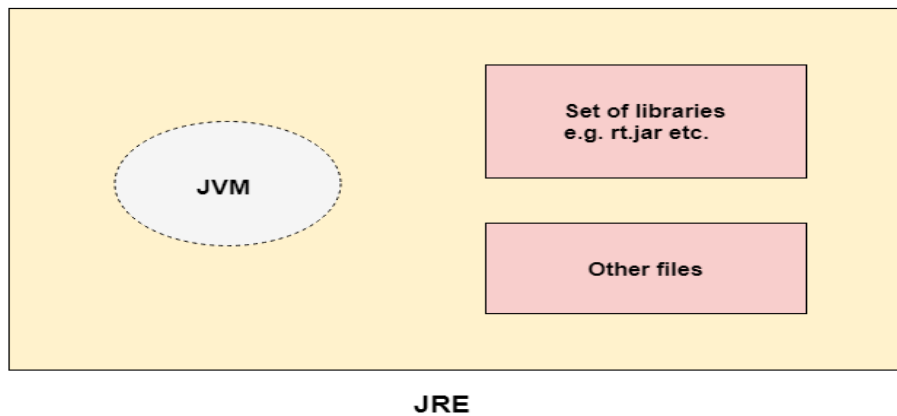 JVM
Set of libraries
e.g. rt.jar etc.
Other files
JRE